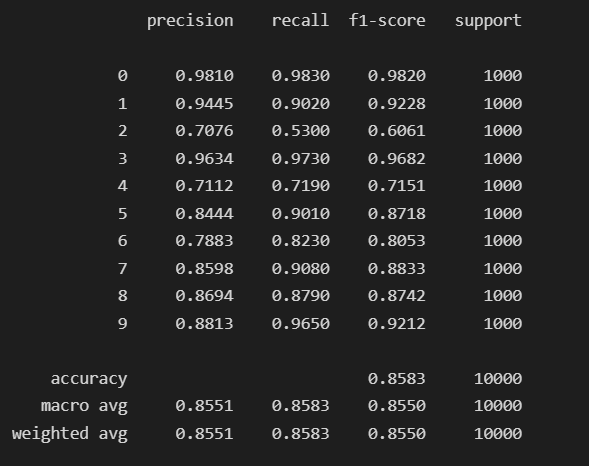 precision recall f1-score support
0 0.9810 0.9830 0.9820 1000
1 0.9445 0.9020 0.9228 1000
2 0.7076 0.5300 0.6061 1000
3 0.9634 0.9730 0.9682 1000
4 0.7112 0.7190 0.7151 1000
5 0.8444 0.9010 0.8718 1000
6 0.7883 0.8230 0.8053 1000
7 0.8598 0.9080 0.8833 1000
8 0.8694 0.8790 0.8742 1000
9 0.8813 0.9650 0.9212 1000
accuracy 0.8583 10000
macro avg 0.8551 0.8583 0.8550 10000
weighted avg 0.8551 0.8583 0.8550 10000